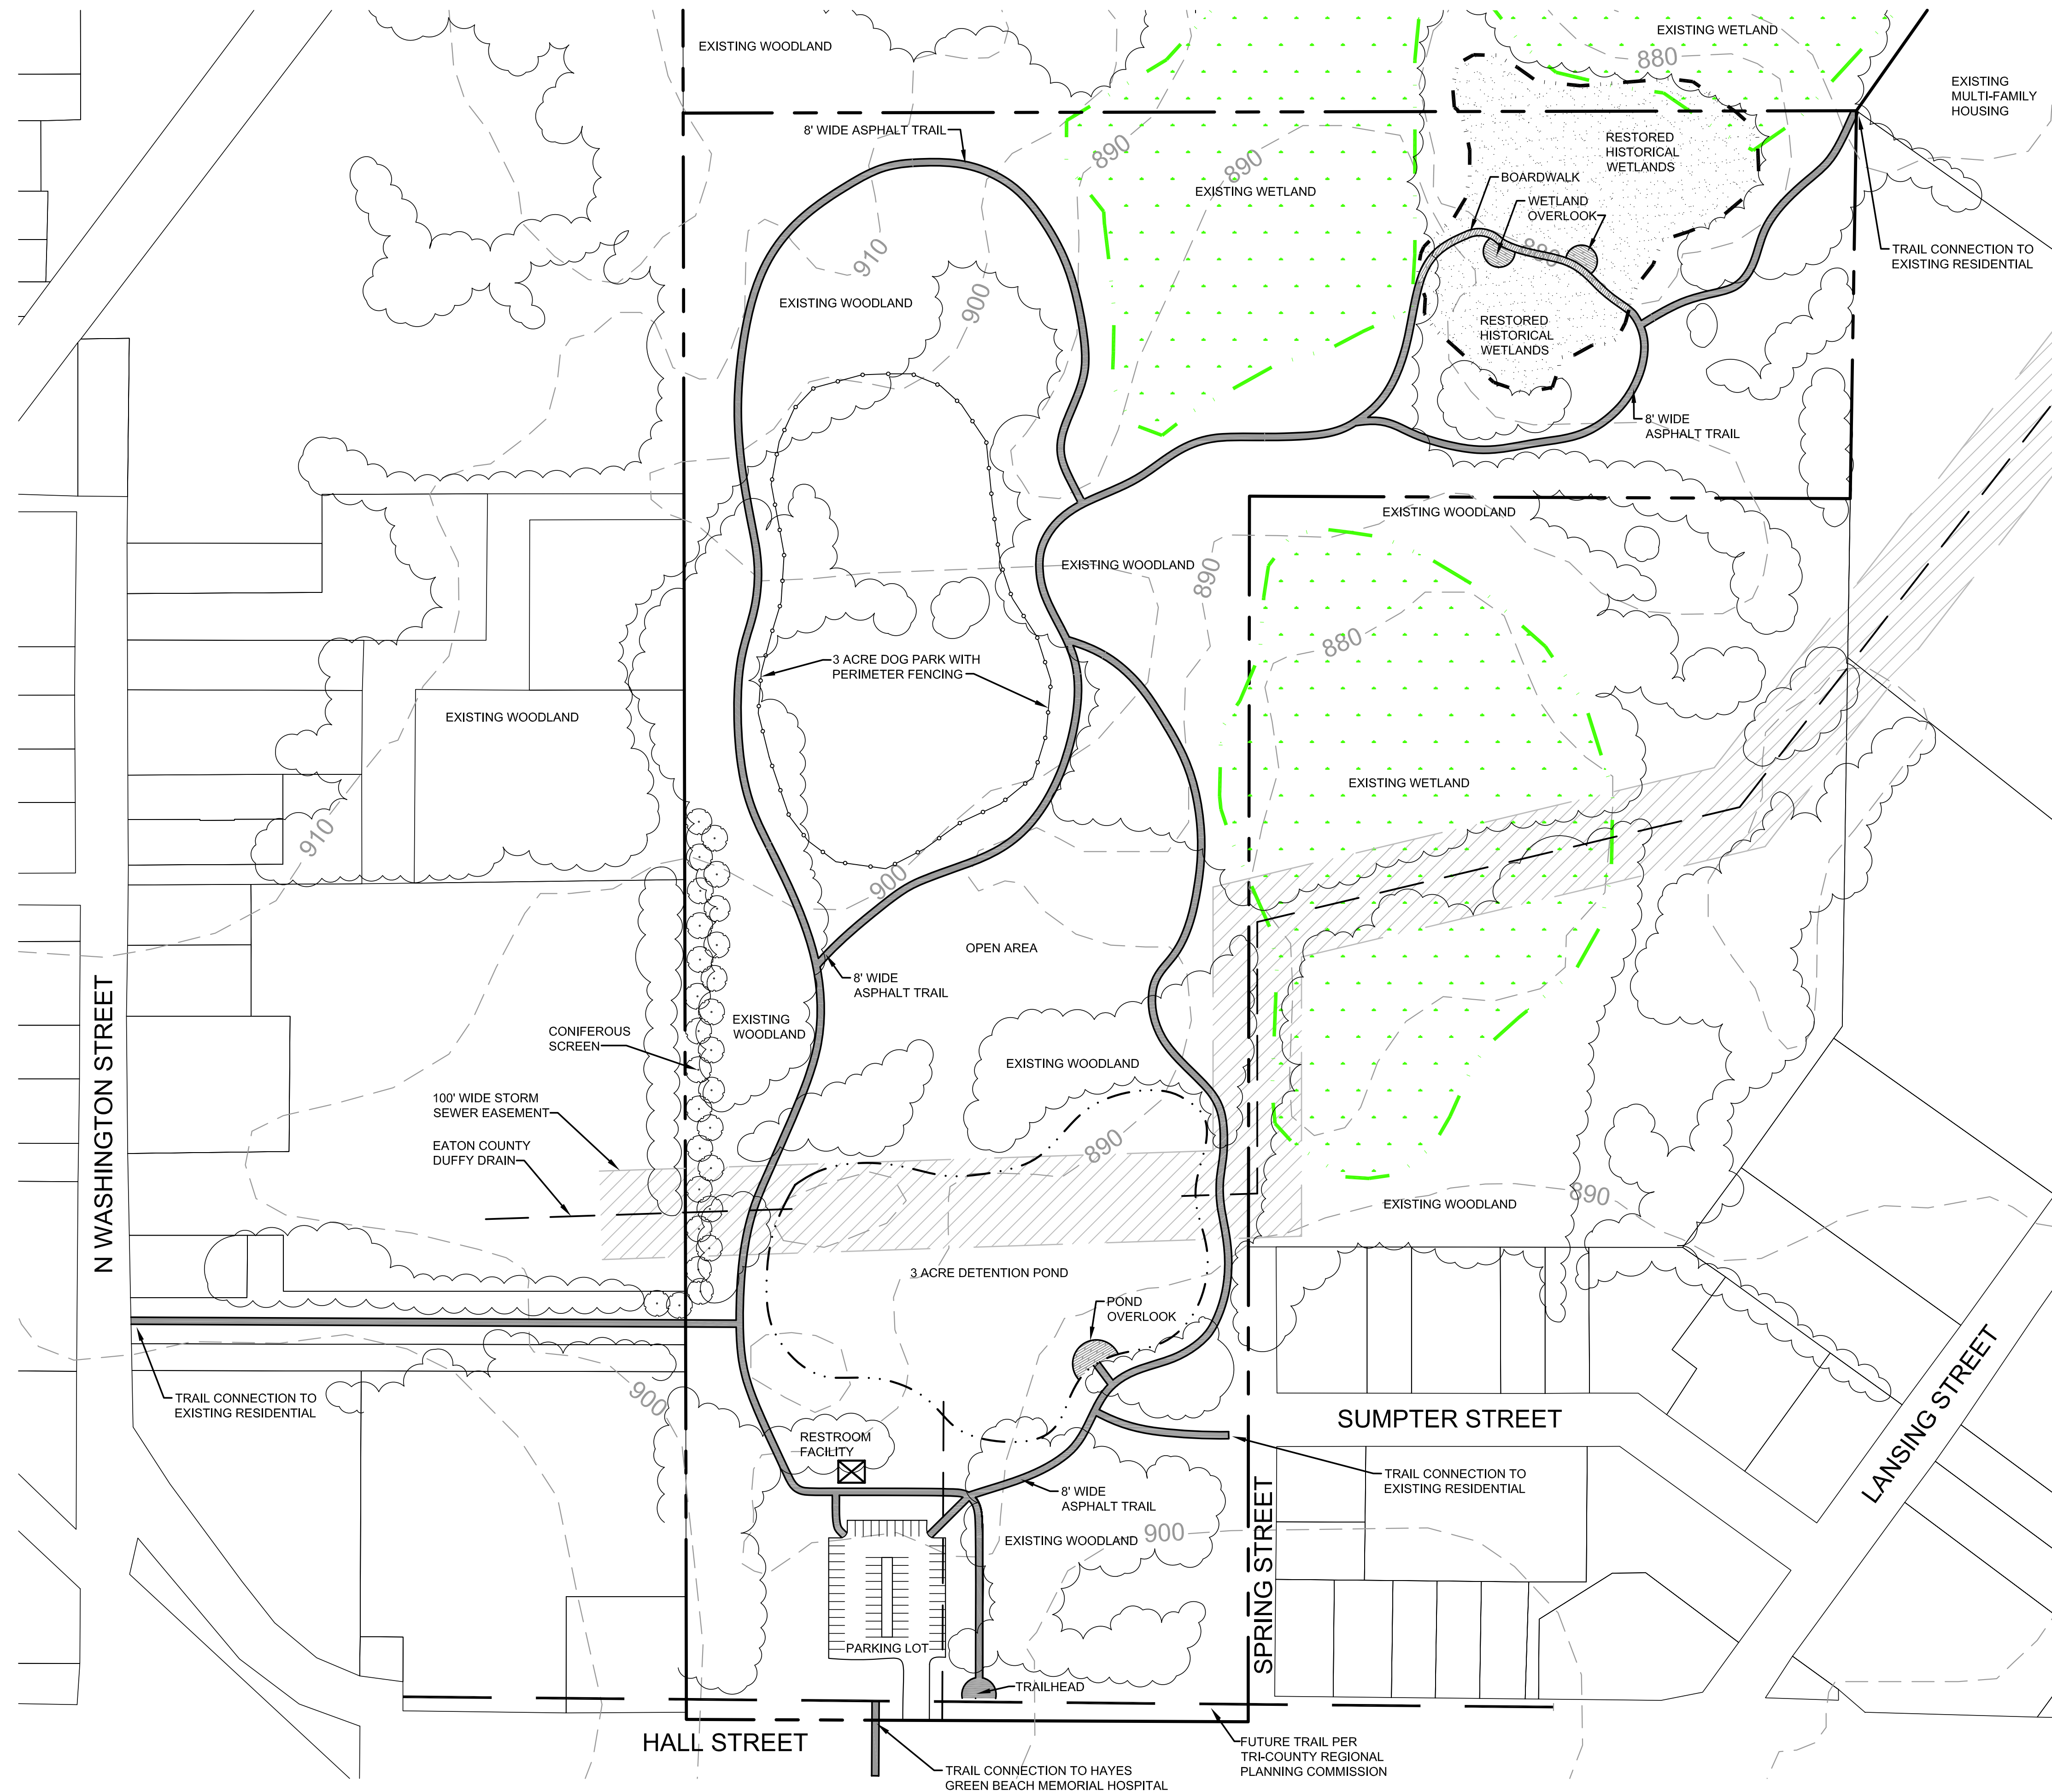 EXISTING WOODLAND
EXISTING WETLAND
880
EXISTING
MULTI-FAMILY
HOUSING
8' WIDE ASPHALT TRAIL
890
890
RESTORED
HISTORICAL
WETLANDS
BOARDWALK
EXISTING WETLAND
WETLAND
OVERLOOK
880
910
TRAIL CONNECTION TO
EXISTING RESIDENTIAL
EXISTING WOODLAND
900
RESTORED
HISTORICAL
WETLANDS
8' WIDE
ASPHALT TRAIL
EXISTING WOODLAND
EXISTING WOODLAND
890
880
3 ACRE DOG PARK WITH
PERIMETER FENCING
EXISTING WOODLAND
EXISTING WETLAND
910
900
OPEN AREA
8' WIDE
ASPHALT TRAIL
N WASHINGTON STREET
CONIFEROUS
SCREEN
EXISTING
WOODLAND
EXISTING WOODLAND
100' WIDE STORM
SEWER EASEMENT
EATON COUNTY
DUFFY DRAIN
890
EXISTING WOODLAND
890
3 ACRE DETENTION POND
POND
OVERLOOK
TRAIL CONNECTION TO
EXISTING RESIDENTIAL
900
SUMPTER STREET
LANSING STREET
RESTROOM
FACILITY
TRAIL CONNECTION TO
EXISTING RESIDENTIAL
8' WIDE
ASPHALT TRAIL
EXISTING WOODLAND
900
SPRING STREET
PARKING LOT
TRAILHEAD
HALL STREET
FUTURE TRAIL PER
TRI-COUNTY REGIONAL
PLANNING COMMISSION
TRAIL CONNECTION TO HAYES
GREEN BEACH MEMORIAL HOSPITAL